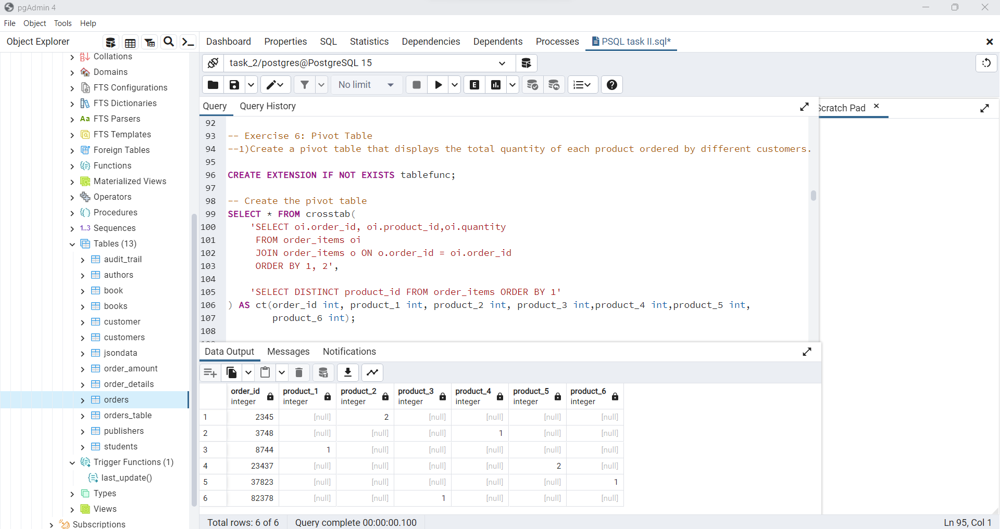 pgAdmin 4
File Object Tools Help
Object Explorer
Dashboard Properties SQL Statistics Dependencies Dependents Processes PSQL task II.sql*
Collations
Domains
FTS Configurations
FTS Dictionaries
Aa FTS Parsers
FTS Templates
Foreign Tables
Functions
Materialized Views
Operators
Procedures
1..3 Sequences
Tables (13)
audit_trail
authors
book
books
customer
customers
jsondata
order_amount
order_details
orders
orders_table
publishers
students
Trigger Functions (1)
last_update()
Types
Views
Subscriptions
task_2/postgres@PostgreSQL 15
No limit
E
Query Query History
Scratch Pad
92
93 -- Exercise 6: Pivot Table
94 --1)Create a pivot table that displays the total quantity of each product ordered by different customers.
95
96 CREATE EXTENSION IF NOT EXISTS tablefunc;
97
98 -- Create the pivot table
99 SELECT * FROM crosstab(
100 'SELECT oi.order_id, oi.product_id,oi.quantity
101 FROM order_items oi
102 JOIN order_items o ON o.order_id = oi.order_id
103 ORDER BY 1, 2',
104
105 'SELECT DISTINCT product_id FROM order_items ORDER BY 1'
106 ) AS ct(order_id int, product_1 int, product_2 int, product_3 int,product_4 int,product_5 int,
107 product_6 int);
108
Data Output Messages Notifications
order_id product_1 product_2 product_3 product_4 product_5 product_6
integer integer integer integer integer integer integer
1 2345 [null] 2 [null] [null] [null] [null]
2 3748 [null] [null] [null] 1 [null] [null]
3 8744 1 [null] [null] [null] [null] [null]
4 23437 [null] [null] [null] [null] 2 [null]
5 37823 [null] [null] [null] [null] [null] 1
6 82378 [null] [null] 1 [null] [null] [null]
Total rows: 6 of 6 Query complete 00:00:00.100 Ln 95, Col 1